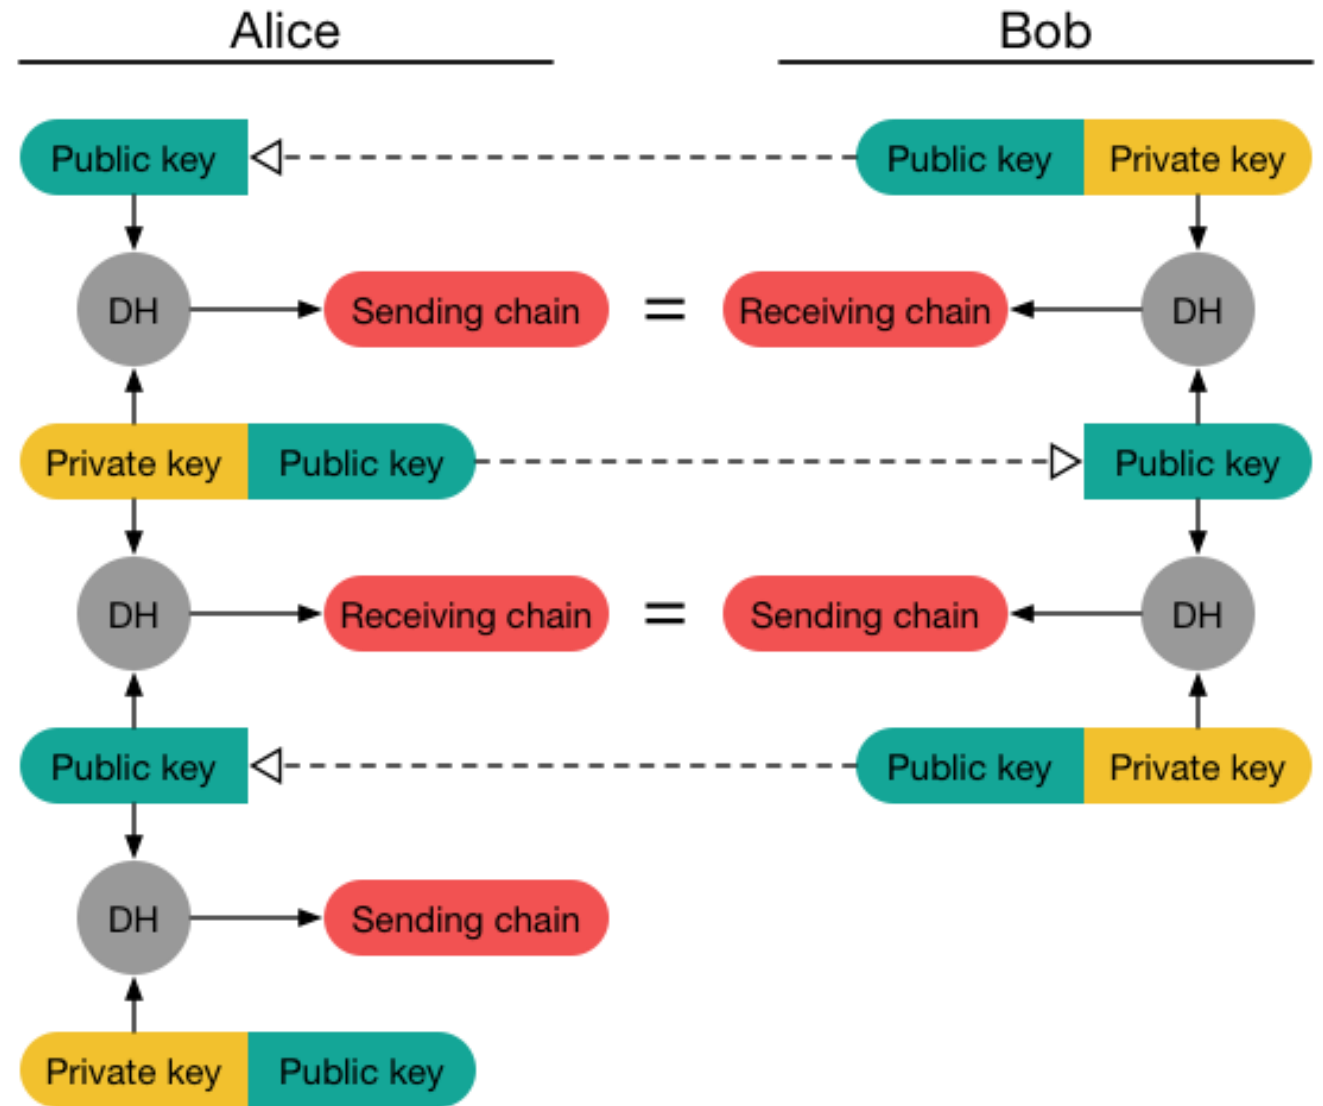 Alice Bob
Public key Public key Private key
DH Sending chain = Receiving chain DH
Private key Public key Public key
DH Receiving chain = Sending chain DH
Public key Public key Private key
DH Sending chain
Private key Public key